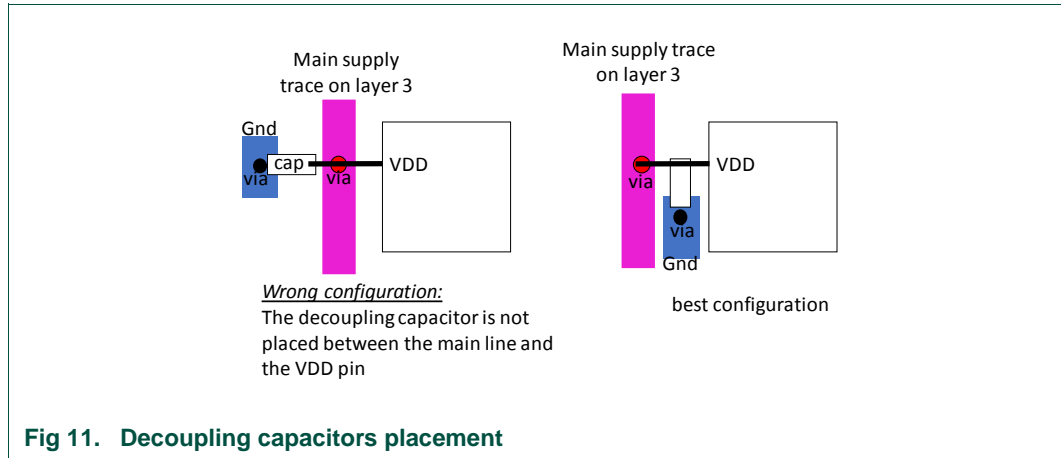 Main supply
trace on layer 3
Gnd
cap
via
via
VDD
Wrong configuration:
The decoupling capacitor is not
placed between the main line and
the VDD pin
Main supply trace
on layer 3
VDD
via
via
Gnd
best configuration
Fig 11. Decoupling capacitors placement